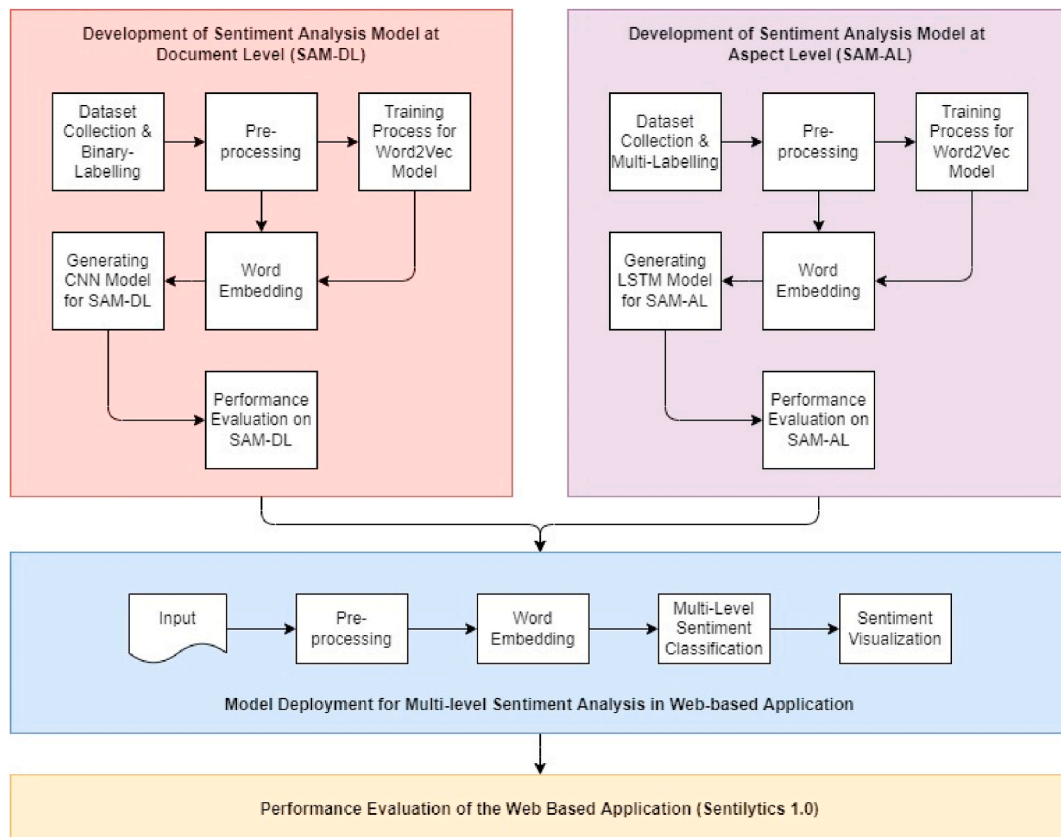 Development of Sentiment Analysis Model at
Document Level (SAM-DL)
Dataset
Collection &
Binary-
Labelling
Pre-
processing
Training
Process for
Word2Vec
Model
Generating
CNN Model
for SAM-DL
Word
Embedding
Performance
Evaluation on
SAM-DL
Development of Sentiment Analysis Model at
Aspect Level (SAM-AL)
Dataset
Collection &
Multi-Labelling
Pre-
processing
Training
Process for
Word2Vec
Model
Generating
LSTM Model
for SAM-AL
Word
Embedding
Performance
Evaluation on
SAM-AL
Input
Pre-
processing
Word
Embedding
Multi-Level
Sentiment
Classification
Sentiment
Visualization
Model Deployment for Multi-level Sentiment Analysis in Web-based Application
Performance Evaluation of the Web Based Application (Sentilytics 1.0)